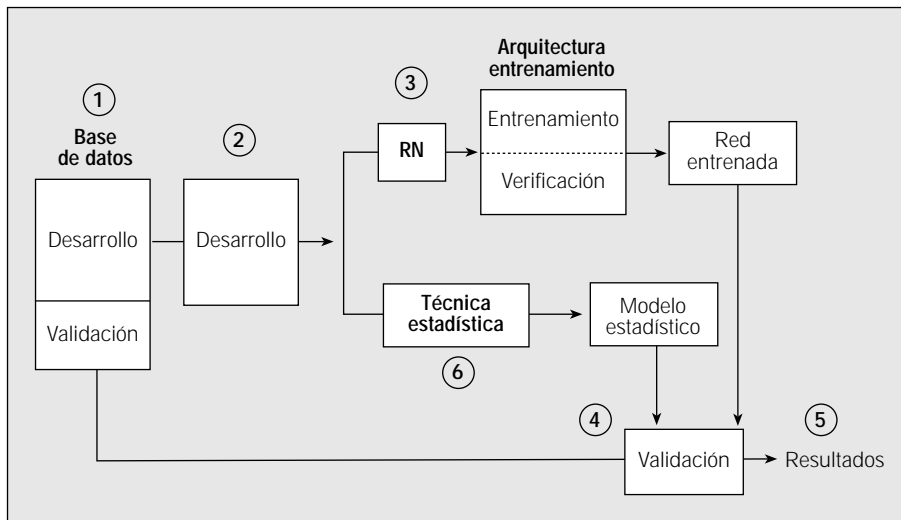 1
Base
de datos
Desarrollo
Validación
2
Desarrollo
3
RN
Arquitectura
entrenamiento
Entrenamiento
Verificación
Red
entrenada
Técnica
estadística
6
Modelo
estadístico
4
Validación
5
Resultados